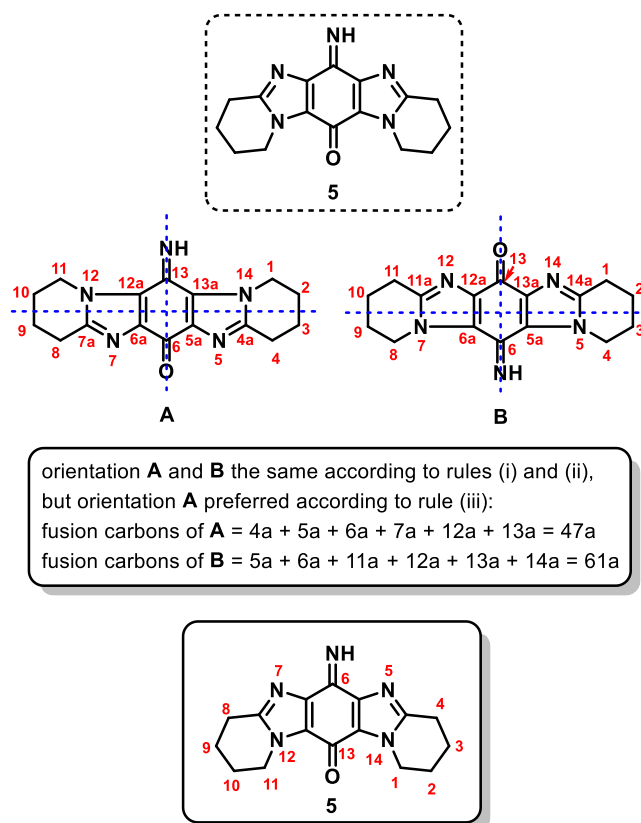 NH
N
N
N
N
O
5
11
12
NH
13
14
1
10
N
12a
13a
N
2
9
7a
N
6a
6
5a
N
4a
3
8
7
O
5
4
A
O
13
11
12
14
1
10
11a
N
12a
13a
N
14a
2
9
N
N
3
8
7
6a
6
5a
5
4
NH
B
orientation A and B the same according to rules (i) and (ii),
but orientation A preferred according to rule (iii):
fusion carbons of A = 4a + 5a + 6a + 7a + 12a + 13a = 47a
fusion carbons of B = 5a + 6a + 11a + 12a + 13a + 14a = 61a
NH
7
6
5
8
N
N
4
9
N
N
3
12
13
14
10
11
O
1
2
5